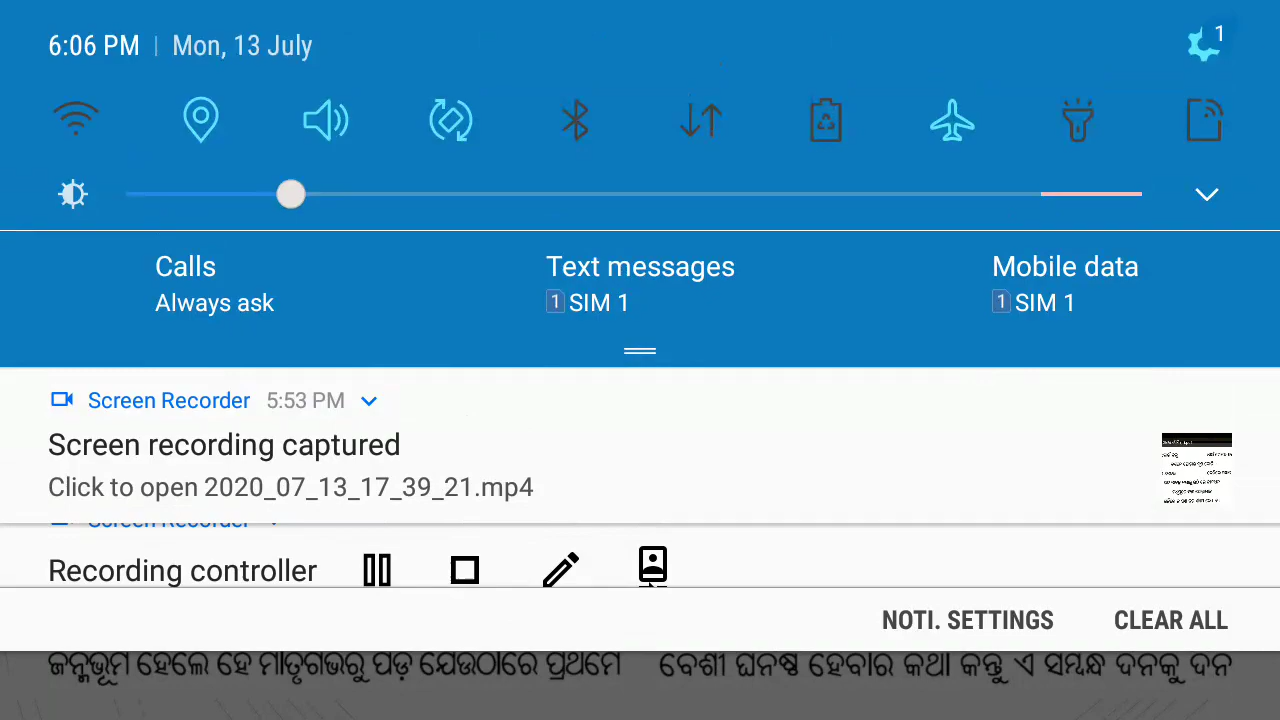 6:06 PM | Mon, 13 July
1
Calls
Always ask
Text messages
1 SIM 1
Mobile data
1 SIM 1
Screen Recorder 5:53 PM
Screen recording captured
Click to open 2020_07_13_17_39_21.mp4
Screen Recorder
Recording controller
NOTI. SETTINGS
CLEAR ALL
ଜନ୍ମଭୂମି ହେଲେ ହେଁ ମାତୃଗର୍ଭରୁ ପଡ଼ି ଯେଉଁଠାରେ ପ୍ରଥମେ
ବେଶୀ ଘନିଷ୍ଠ ହେବାର କଥା କିନ୍ତୁ ଏ ସମ୍ବନ୍ଧ ଦିନକୁ ଦିନ